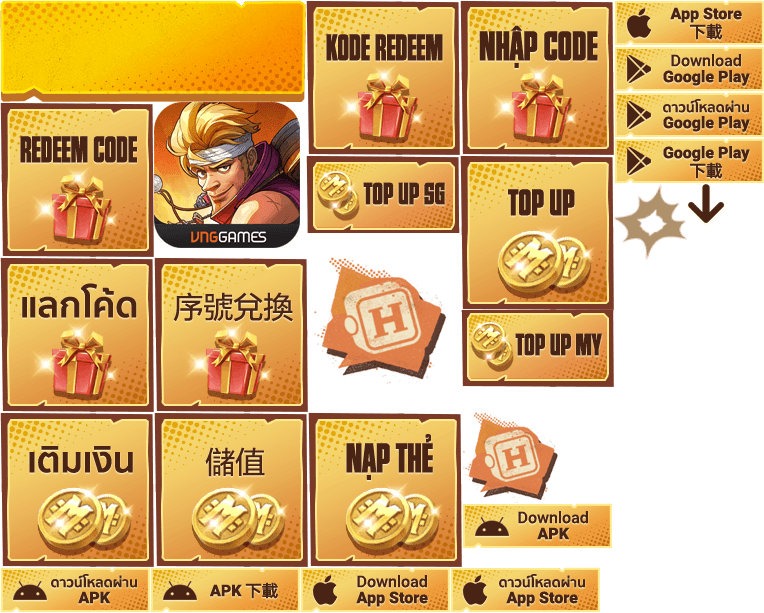 KODE REDEEM
NHẬP CODE
App Store
下載
Download
Google Play
ดาวน์โหลดผ่าน
Google Play
Google Play
下載
REDEEM CODE
VNGGAMES
TOP UP SG
TOP UP
แลกโค้ด
序號兌換
H
TOP UP MY
เติมเงิน
儲值
NẠP THẺ
H
Download
APK
ดาวน์โหลดผ่าน
APK
APK 下載
Download
App Store
ดาวน์โหลดผ่าน
App Store